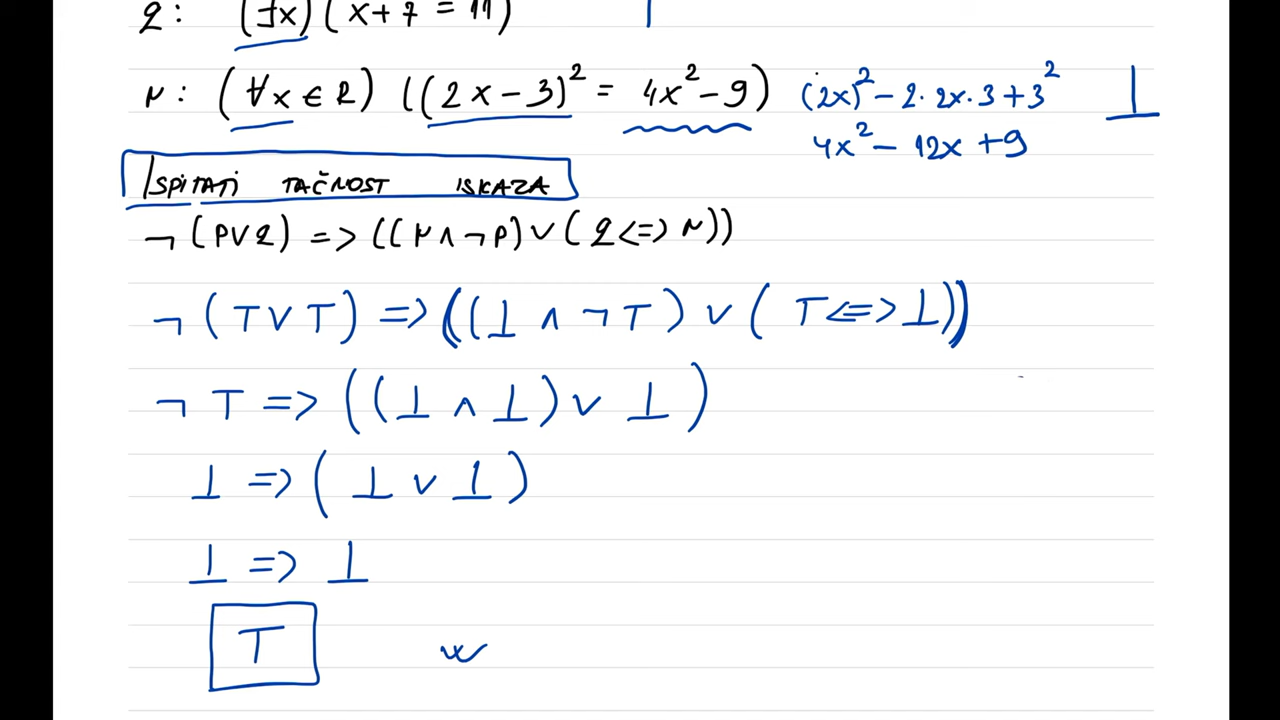 q: (∃x) (x+7 = 11)
r: (∀x ∈ R) ((2x-3)² = 4x²-9) (2x)² - 2·2x·3 + 3² ⊥
4x² - 12x + 9
ISPITATI TAČNOST ISKAZA
¬(p∨q) => ((r∧¬p)∨(q<=>r))
¬(T∨T) => ((⊥∧¬T)∨(T<=>⊥))
¬T => ((⊥∧⊥)∨⊥)
⊥ => (⊥∨⊥)
⊥ => ⊥
T